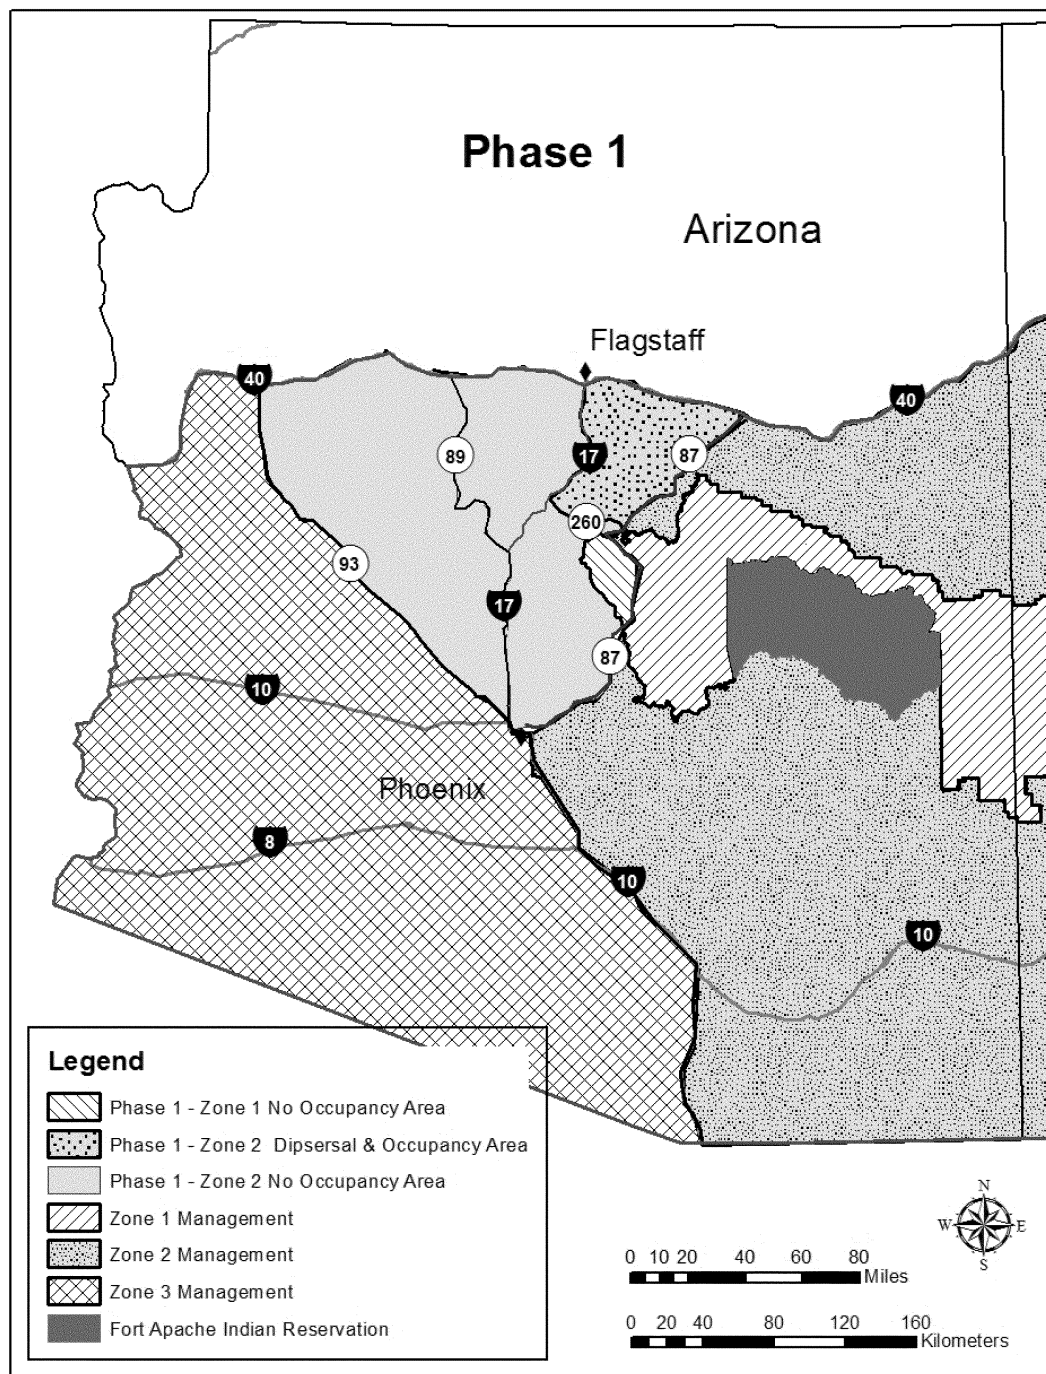 Phase 1
Arizona
Flagstaff
40
40
89
17
87
260
93
17
87
10
Phoenix
8
10
10
Legend
Phase 1 - Zone 1 No Occupancy Area
Phase 1 - Zone 2 Dipsersal & Occupancy Area
Phase 1 - Zone 2 No Occupancy Area
Zone 1 Management
Zone 2 Management
Zone 3 Management
Fort Apache Indian Reservation
N
W E
S
0 10 20 40 60 80
Miles
0 20 40 80 120 160
Kilometers